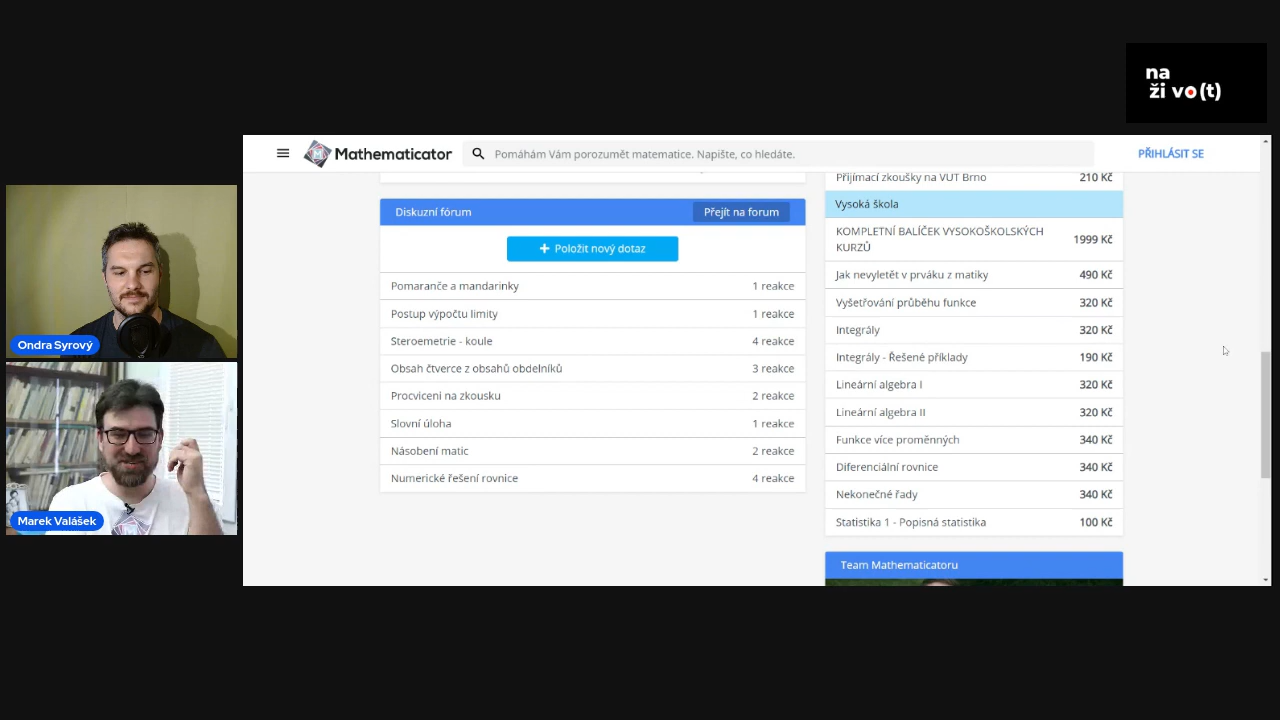 na
ži vo(t)
Mathematicator
Pomáhám Vám porozumět matematice. Napište, co hledáte.
PŘIHLÁSIT SE
Ondra Syrový
Marek Valášek
Diskuzní fórum
Přejít na forum
+ Položit nový dotaz
Pomaranče a mandarinky 1 reakce
Postup výpočtu limity 1 reakce
Steroemetrie - koule 4 reakce
Obsah čtverce z obsahů obdelníků 3 reakce
Procvicení na zkousku 2 reakce
Slovní úloha 1 reakce
Násobení matic 2 reakce
Numerické řešení rovnice 4 reakce
Přijímací zkoušky na VUT Brno 210 Kč
Vysoká škola
KOMPLETNÍ BALÍČEK VYSOKOŠKOLSKÝCH
KURZŮ 1999 Kč
Jak nevyletět v prváku z matiky 490 Kč
Vyšetřování průběhu funkce 320 Kč
Integrály 320 Kč
Integrály - Řešené příklady 190 Kč
Lineární algebra I 320 Kč
Lineární algebra II 320 Kč
Funkce více proměnných 340 Kč
Diferenciální rovnice 340 Kč
Nekonečné řady 340 Kč
Statistika 1 - Popisná statistika 100 Kč
Team Mathematicatoru